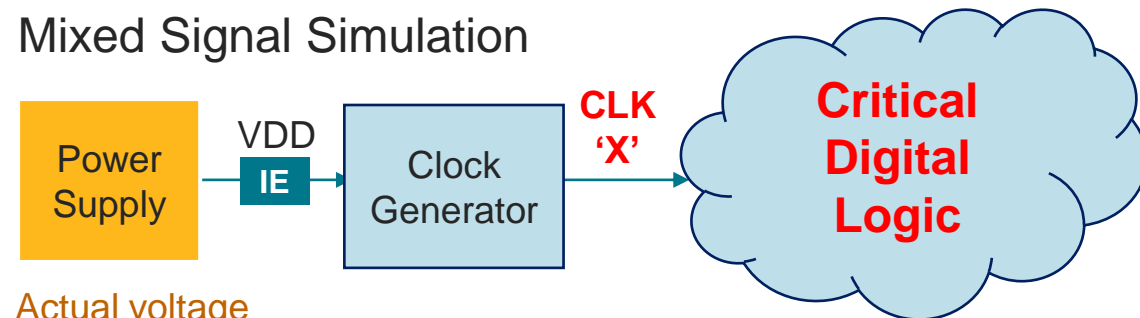 Mixed Signal Simulation
Power
Supply
VDD
IE
Clock
Generator
CLK
‘X’
Critical
Digital
Logic
Actual voltage